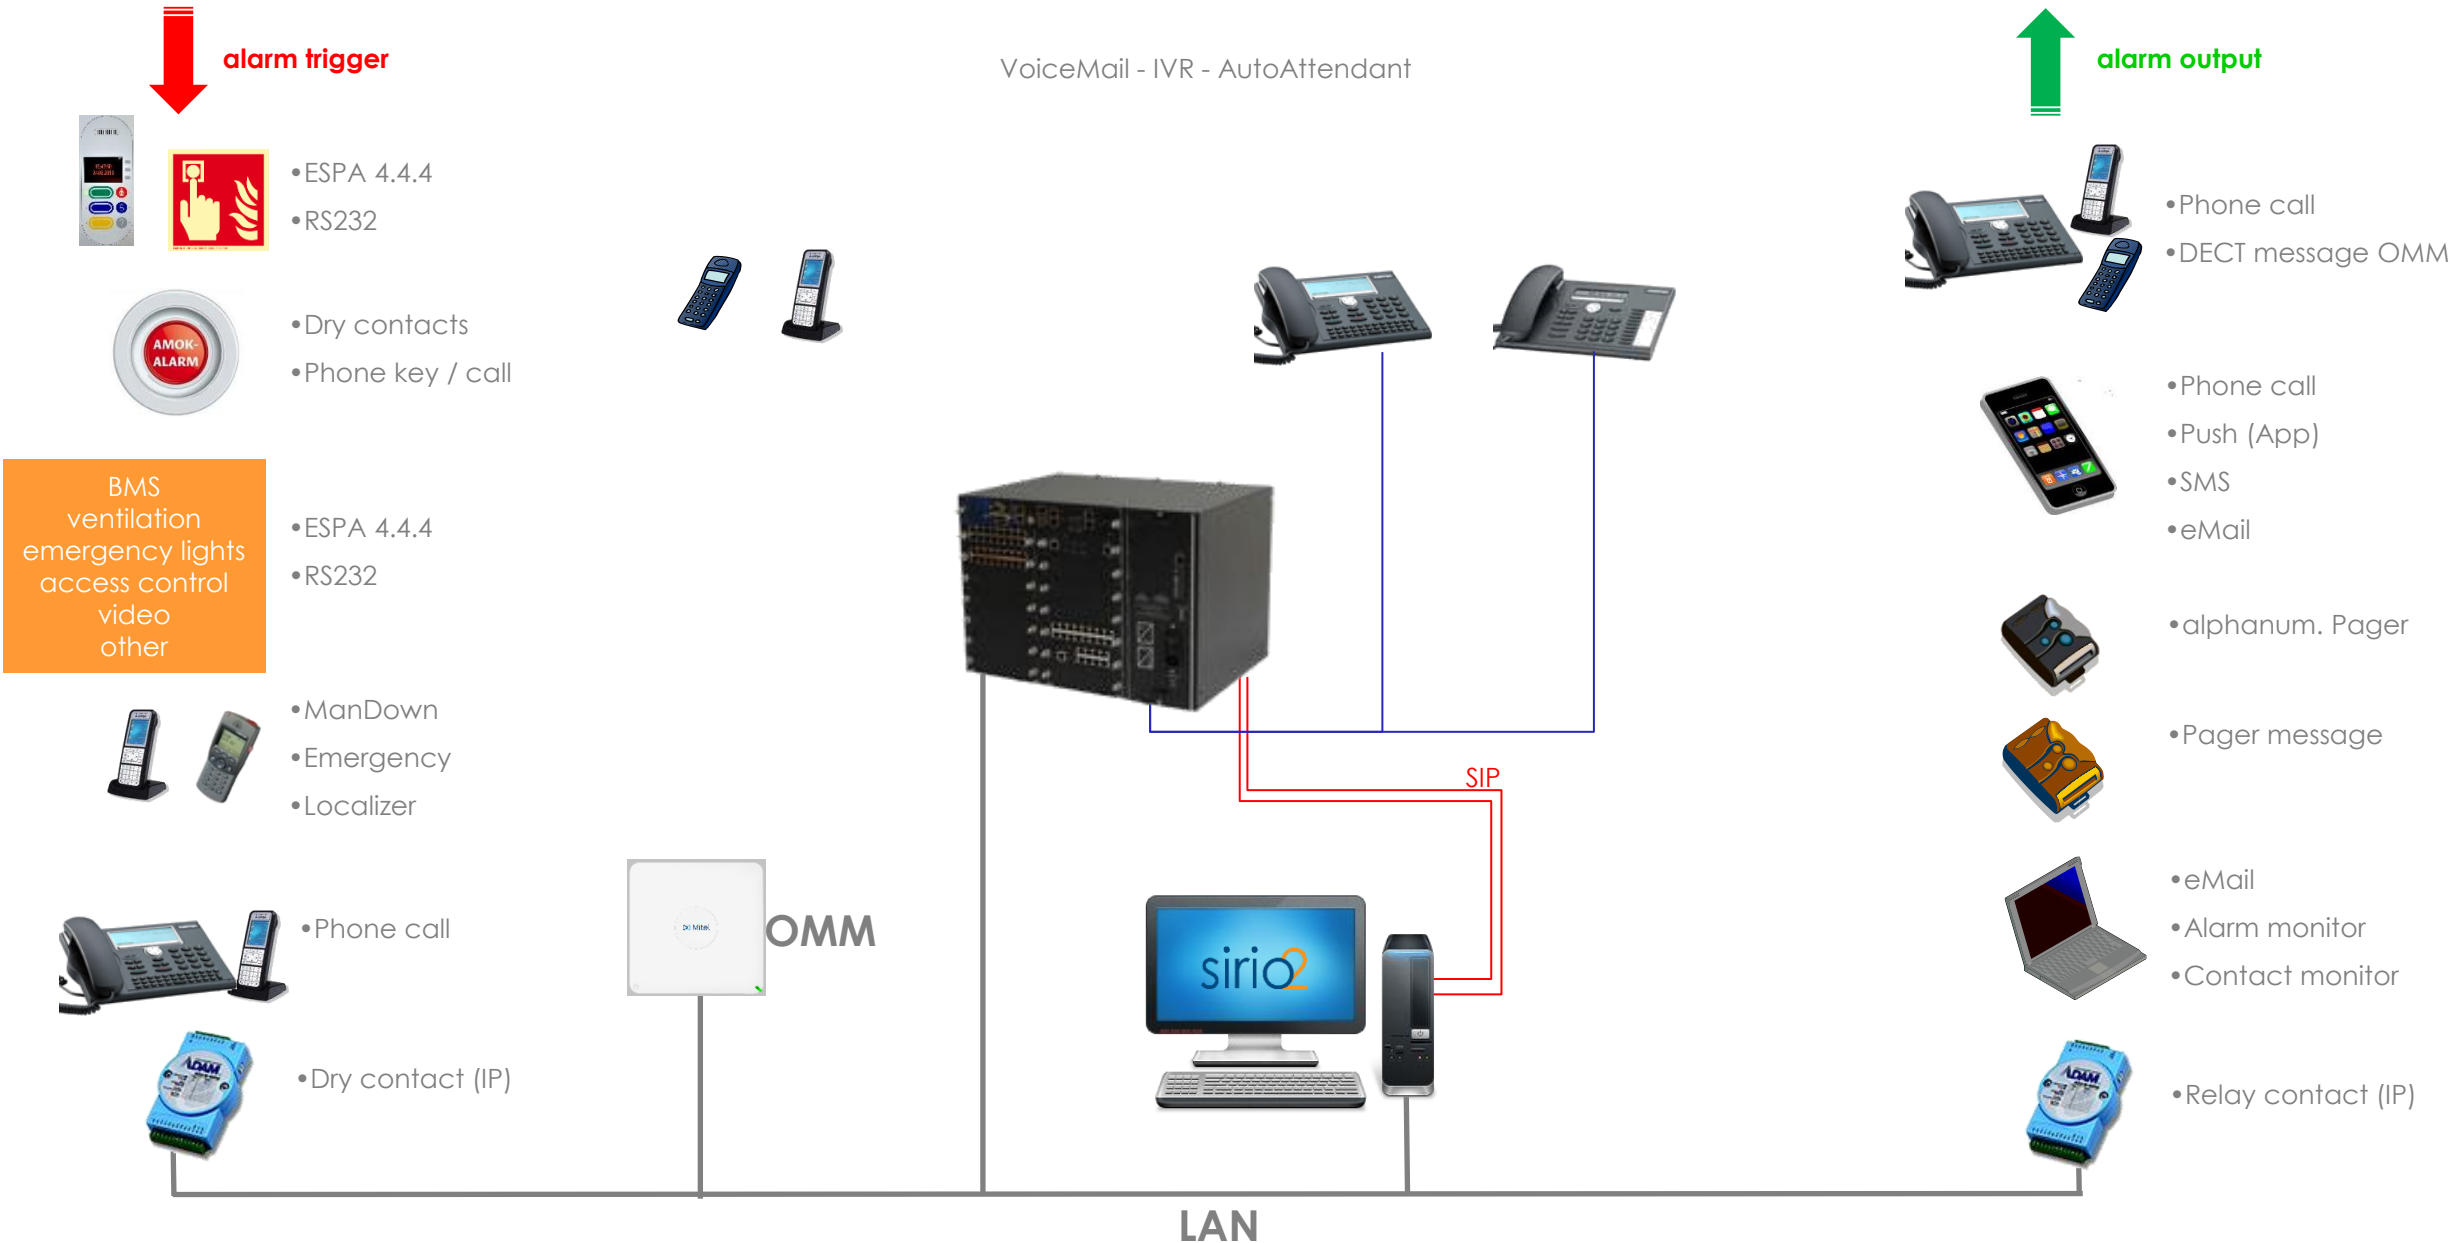 alarm trigger
VoiceMail - IVR - AutoAttendant
alarm output
•ESPA 4.4.4
•RS232
AMOK-
ALARM
•Dry contacts
•Phone key / call
BMS
ventilation
emergency lights
access control
video
other
•ESPA 4.4.4
•RS232
•ManDown
•Emergency
•Localizer
•Phone call
ADAM
•Dry contact (IP)
Mitel
OMM
SIP
sirio2
LAN
•Phone call
•DECT message OMM
•Phone call
•Push (App)
•SMS
•eMail
•alphanum. Pager
•Pager message
•eMail
•Alarm monitor
•Contact monitor
ADAM
•Relay contact (IP)